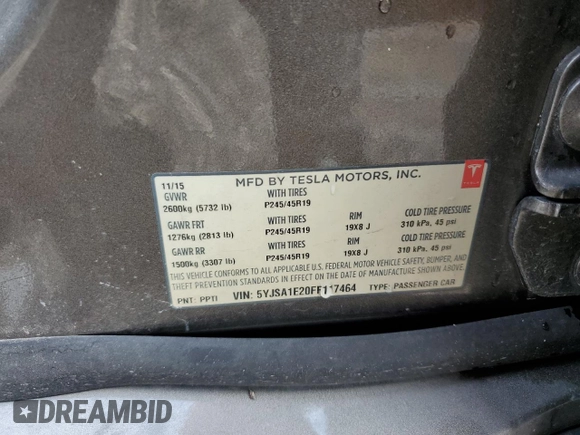 11/15 MFD BY TESLA MOTORS, INC.
GVWR WITH TIRES
2600kg (5732 lb) P245/45R19
GAWR FRT WITH TIRES RIM COLD TIRE PRESSURE
1276kg (2813 lb) P245/45R19 19X8 J 310 kPa, 45 psi
GAWR RR WITH TIRES RIM COLD TIRE PRESSURE
1500kg (3307 lb) P245/45R19 19X8 J 310 kPa, 45 psi
THIS VEHICLE CONFORMS TO ALL APPLICABLE U.S. FEDERAL MOTOR VEHICLE SAFETY, BUMPER, AND
THEFT PREVENTION STANDARDS IN EFFECT ON THE DATE OF MANUFACTURE SHOWN ABOVE.
PNT: PPTI VIN: TYPE: PASSENGER CAR
TESLA
DREAMBID